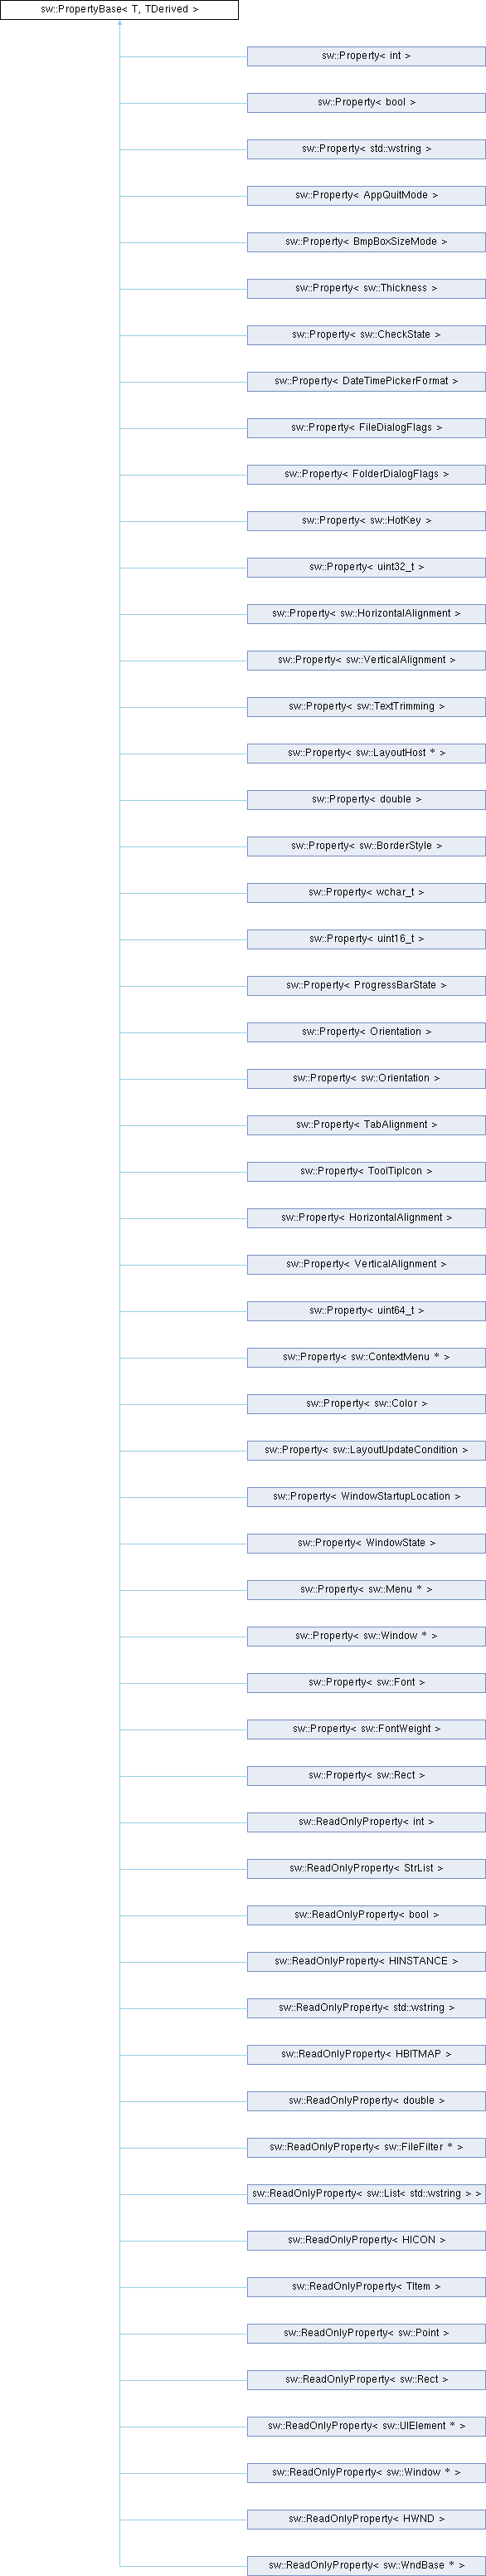 sw::PropertyBase< T, TDerived >
sw::Property< int >
sw::Property< bool >
sw::Property< std::wstring >
sw::Property< AppQuitMode >
sw::Property< BmpBoxSizeMode >
sw::Property< sw::Thickness >
sw::Property< sw::CheckState >
sw::Property< DateTimePickerFormat >
sw::Property< FileDialogFlags >
sw::Property< FolderDialogFlags >
sw::Property< sw::HotKey >
sw::Property< uint32_t >
sw::Property< sw::HorizontalAlignment >
sw::Property< sw::VerticalAlignment >
sw::Property< sw::TextTrimming >
sw::Property< sw::LayoutHost * >
sw::Property< double >
sw::Property< sw::BorderStyle >
sw::Property< wchar_t >
sw::Property< uint16_t >
sw::Property< ProgressBarState >
sw::Property< Orientation >
sw::Property< sw::Orientation >
sw::Property< TabAlignment >
sw::Property< ToolTipIcon >
sw::Property< HorizontalAlignment >
sw::Property< VerticalAlignment >
sw::Property< uint64_t >
sw::Property< sw::ContextMenu * >
sw::Property< sw::Color >
sw::Property< sw::LayoutUpdateCondition >
sw::Property< WindowStartupLocation >
sw::Property< WindowState >
sw::Property< sw::Menu * >
sw::Property< sw::Window * >
sw::Property< sw::Font >
sw::Property< sw::FontWeight >
sw::Property< sw::Rect >
sw::ReadOnlyProperty< int >
sw::ReadOnlyProperty< StrList >
sw::ReadOnlyProperty< bool >
sw::ReadOnlyProperty< HINSTANCE >
sw::ReadOnlyProperty< std::wstring >
sw::ReadOnlyProperty< HBITMAP >
sw::ReadOnlyProperty< double >
sw::ReadOnlyProperty< sw::FileFilter * >
sw::ReadOnlyProperty< sw::List< std::wstring > >
sw::ReadOnlyProperty< HICON >
sw::ReadOnlyProperty< TItem >
sw::ReadOnlyProperty< sw::Point >
sw::ReadOnlyProperty< sw::Rect >
sw::ReadOnlyProperty< sw::UIElement * >
sw::ReadOnlyProperty< sw::Window * >
sw::ReadOnlyProperty< HWND >
sw::ReadOnlyProperty< sw::WndBase * >